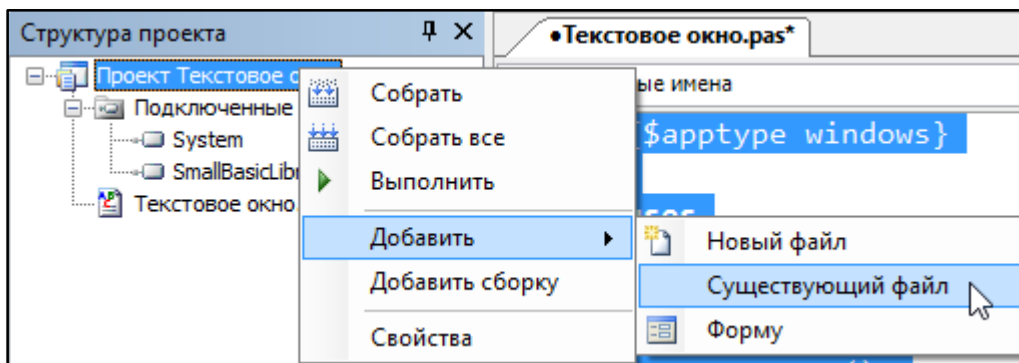 Структура проекта
•Текстовое окно.pas*
Проект Текстовое
ые имена
Подключенные
System
SmallBasicLib
Текстовое окно.
Собрать
Собрать все
Выполнить
Добавить
Добавить сборку
Свойства
{$apptype windows}
Новый файл
Существующий файл
Форму